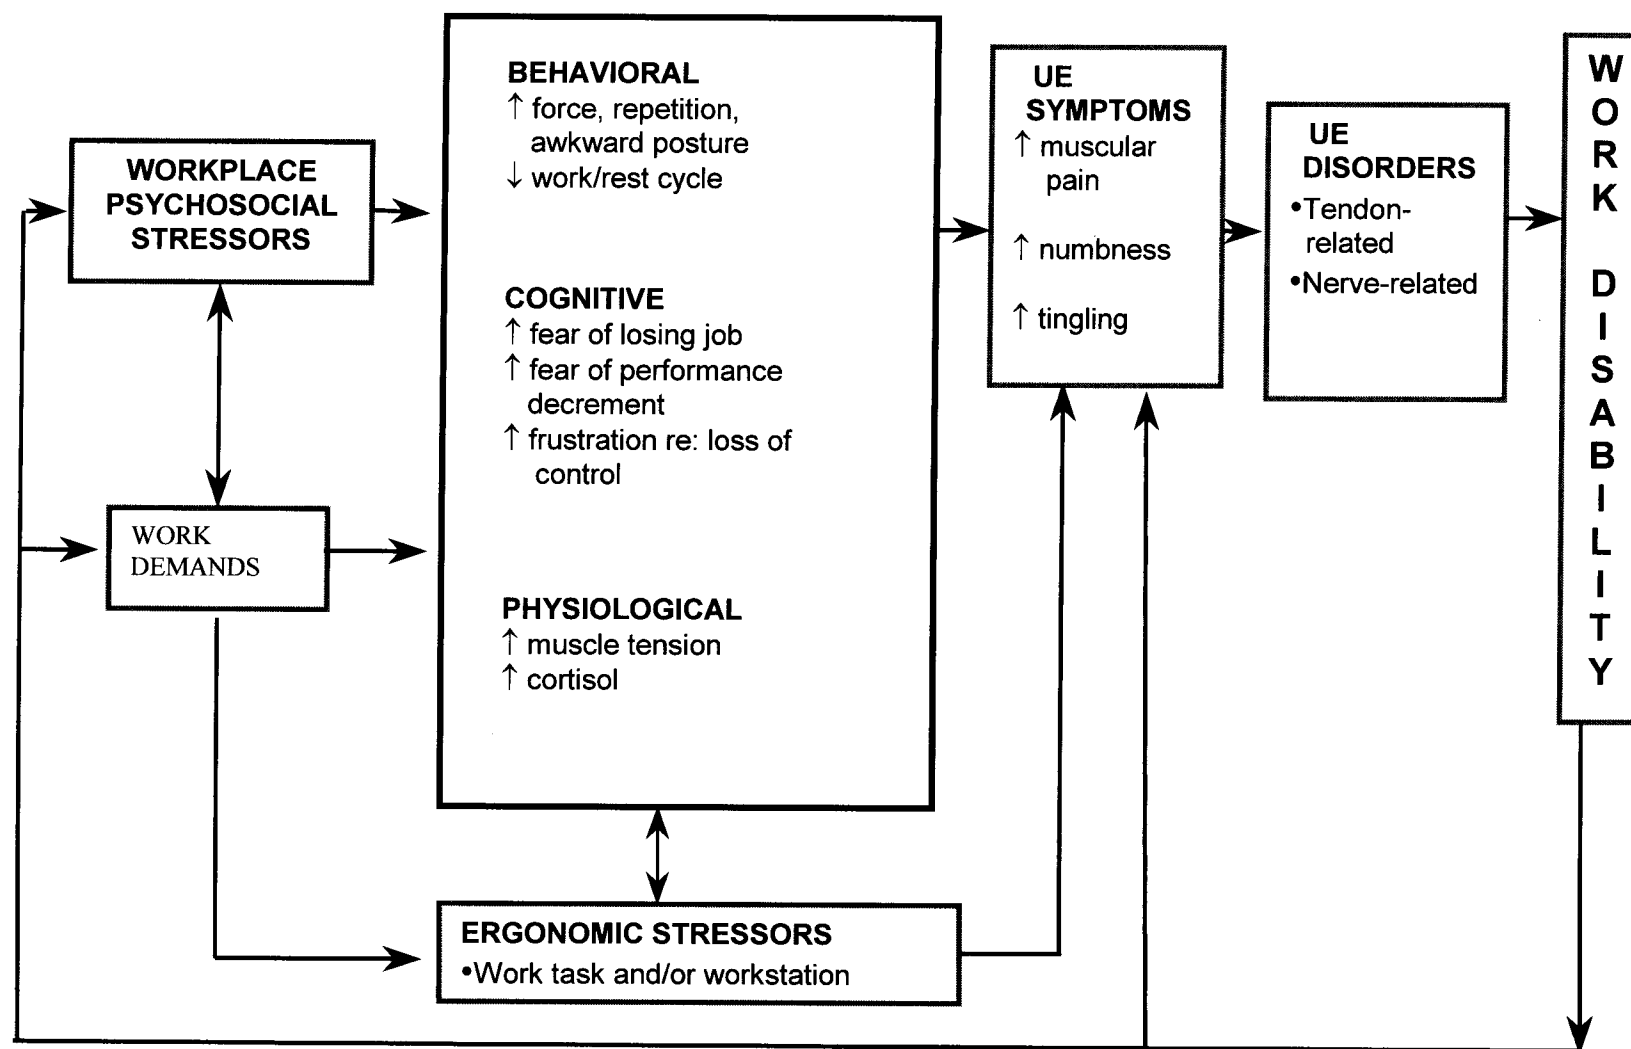 WORKPLACE
PSYCHOSOCIAL
STRESSORS
WORK
DEMANDS
BEHAVIORAL
↑ force, repetition,
awkward posture
↓ work/rest cycle
COGNITIVE
↑ fear of losing job
↑ fear of performance
decrement
↑ frustration re: loss of
control
PHYSIOLOGICAL
↑ muscle tension
↑ cortisol
ERGONOMIC STRESSORS
•Work task and/or workstation
UE
SYMPTOMS
↑ muscular
pain
↑ numbness
↑ tingling
UE
DISORDERS
•Tendon-
related
•Nerve-related
W
O
R
K
D
I
S
A
B
I
L
I
T
Y